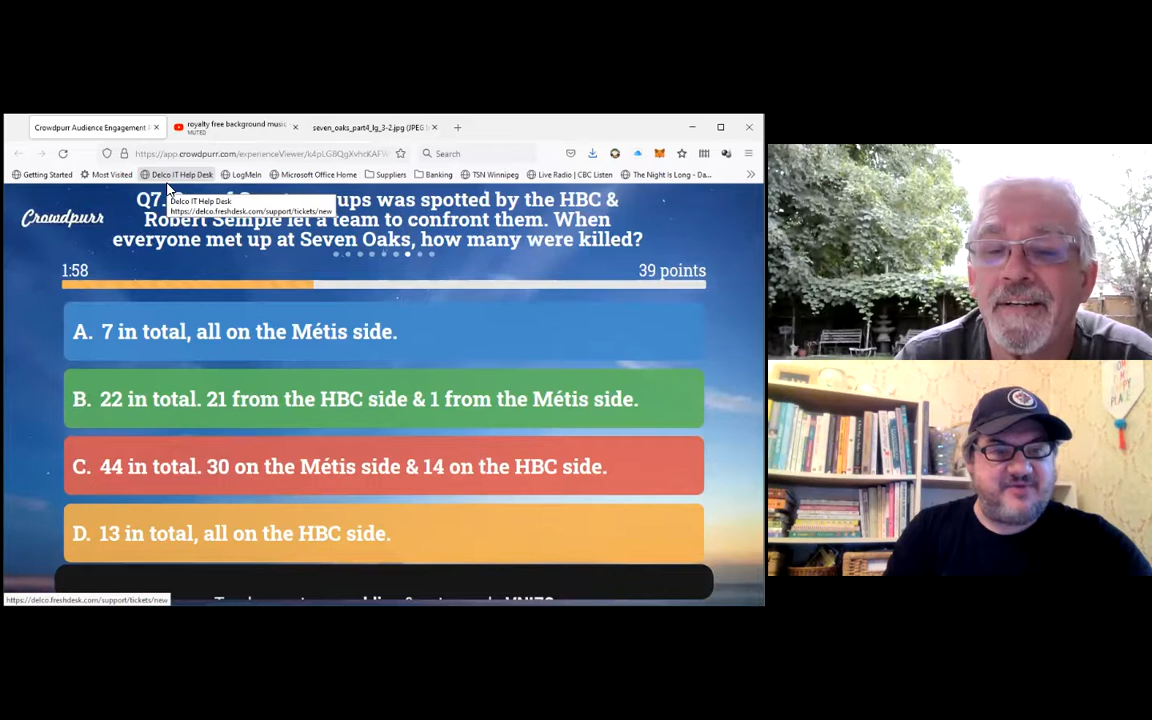 Crowdpurr Audience Engagement
royalty free background music
MUTED
seven_oaks_part4_lg_3-2.jpg (JPEG
https://app.crowdpurr.com/experienceViewer/k4pLG8QgXvhcKAFW
Search
Getting Started
Most Visited
Delco IT Help Desk
LogMeIn
Microsoft Office Home
Suppliers
Banking
TSN Winnipeg
Live Radio | CBC Listen
The Night Is Long - Da...
Delco IT Help Desk
https://delco.freshdesk.com/support/tickets/new
Crowdpurr
Q7. ups was spotted by the HBC &
Robert Semple let a team to confront them. When
everyone met up at Seven Oaks, how many were killed?
1:58
39 points
A. 7 in total, all on the Métis side.
B. 22 in total. 21 from the HBC side & 1 from the Métis side.
C. 44 in total. 30 on the Métis side & 14 on the HBC side.
D. 13 in total, all on the HBC side.
https://delco.freshdesk.com/support/tickets/new
PLACE